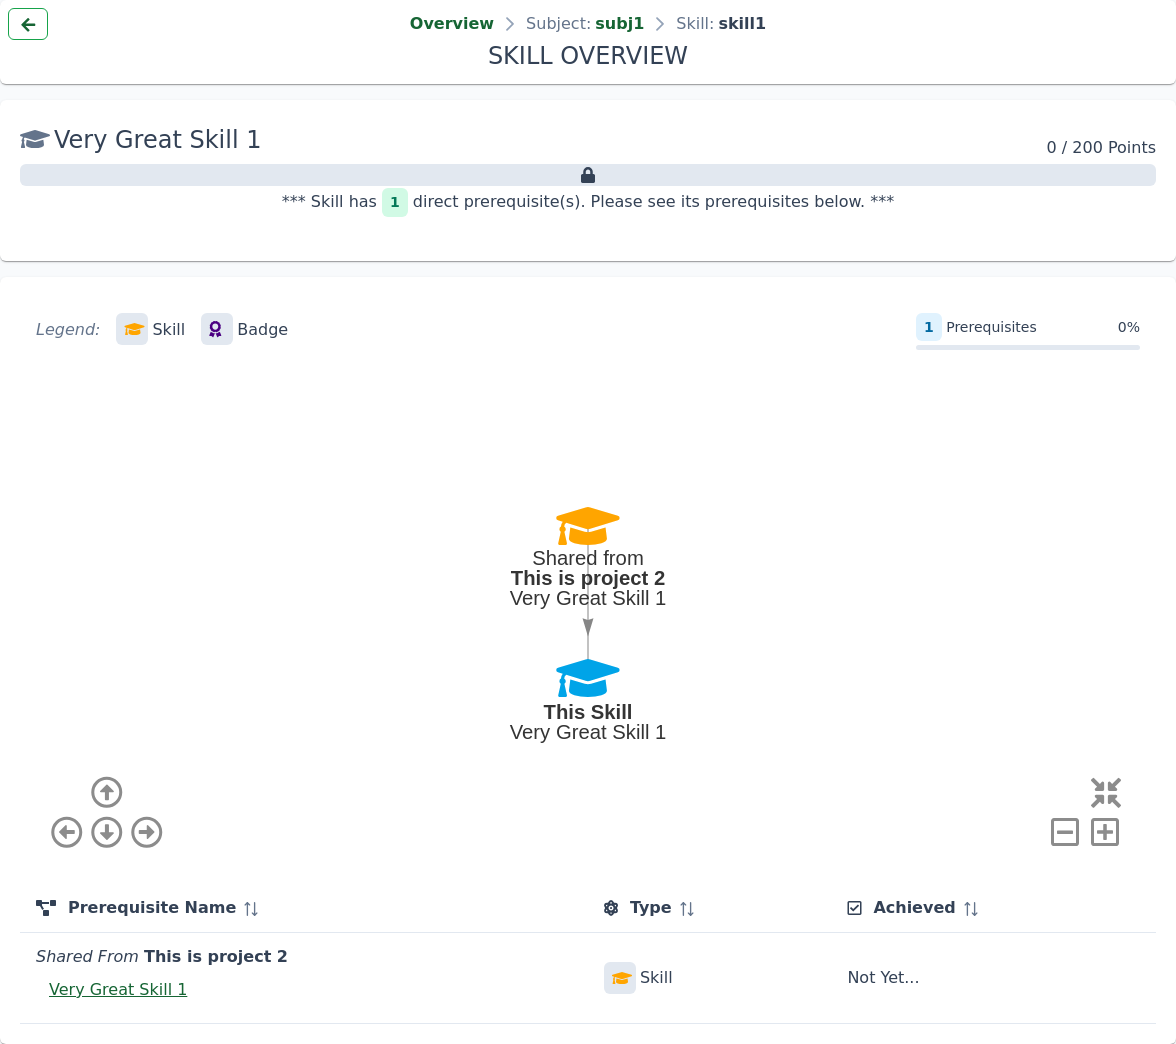 Overview Subject: subj1 Skill: skill1
SKILL OVERVIEW
Very Great Skill 1
0 / 200 Points
*** Skill has 1 direct prerequisite(s). Please see its prerequisites below. ***
Legend: Skill Badge
1 Prerequisites 0%
Shared from
This is project 2
Very Great Skill 1
This Skill
Very Great Skill 1
Prerequisite Name Type Achieved
Shared From This is project 2
Very Great Skill 1
Skill
Not Yet...